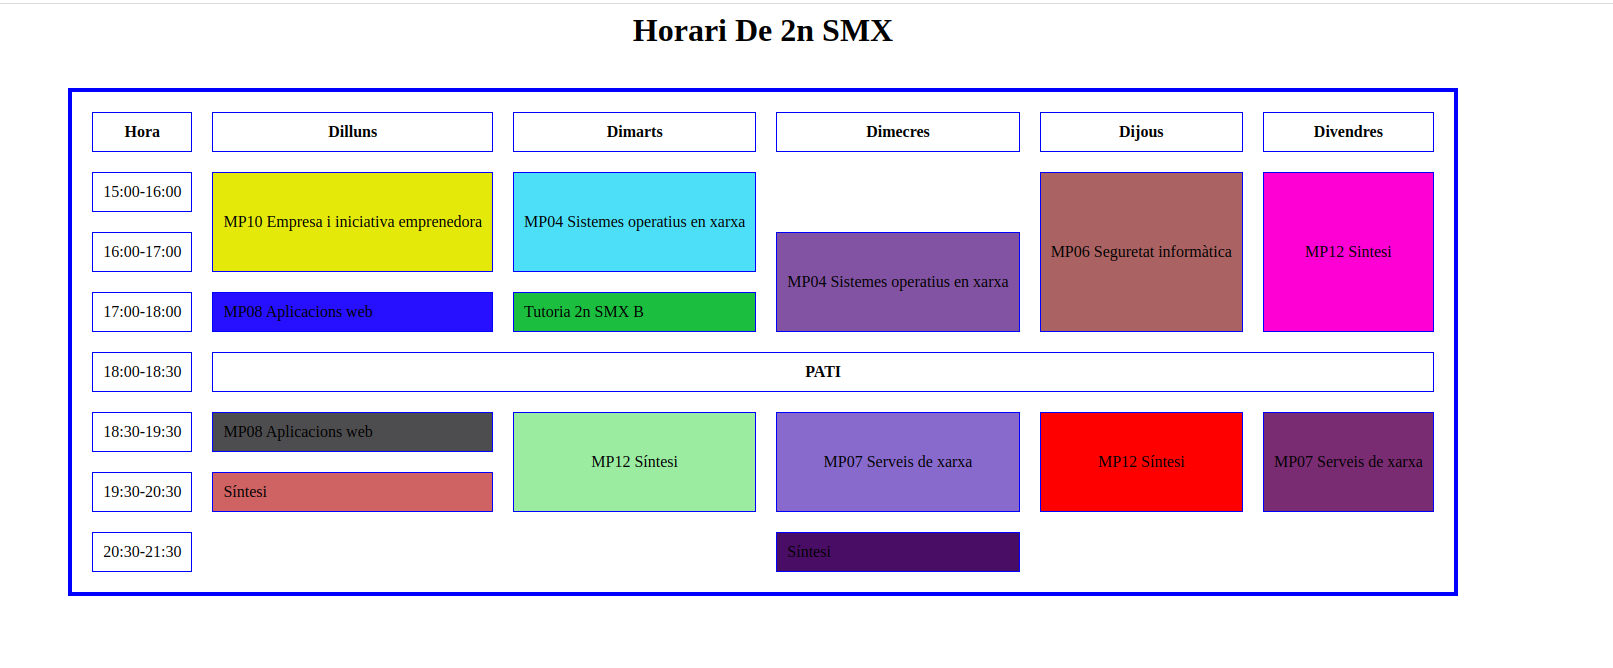 Horari De 2n SMX
Hora Dilluns Dimarts Dimecres Dijous Divendres
15:00-16:00
MP10 Empresa i iniciativa emprenedora MP04 Sistemes operatius en xarxa
16:00-17:00 MP06 Seguretat informàtica MP12 Sintesi
MP04 Sistemes operatius en xarxa
17:00-18:00 MP08 Aplicacions web Tutoria 2n SMX B
18:00-18:30 PATI
18:30-19:30 MP08 Aplicacions web
MP12 Síntesi MP07 Serveis de xarxa MP12 Síntesi MP07 Serveis de xarxa
19:30-20:30 Síntesi
20:30-21:30 Síntesi